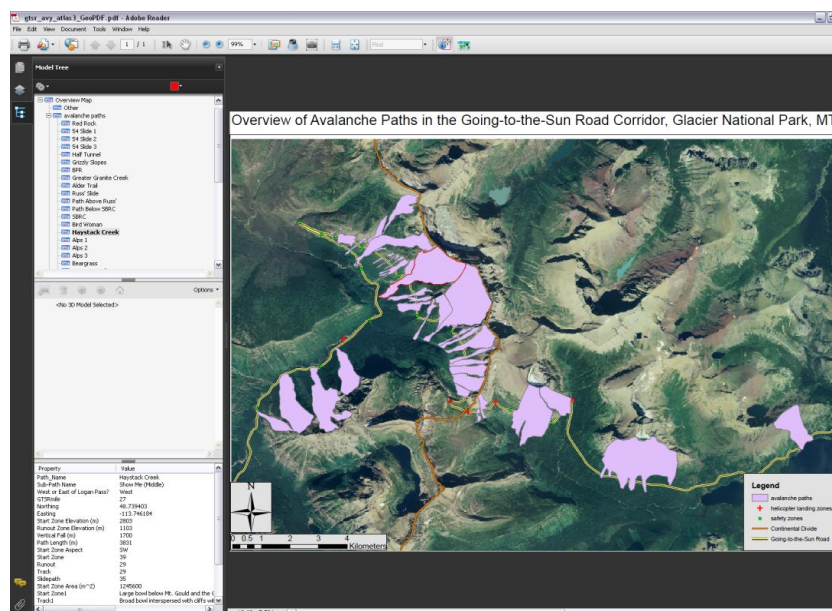 gtsr_avy_atlas3_GeoPDF.pdf - Adobe Reader
File Edit View Document Tools Window Help
1 / 1 99% Find
Model Tree
Overview Map
Other
avalanche paths
Red Rock
54 Slide 1
54 Slide 2
54 Slide 3
Half Tunnel
Grizzly Slopes
BPR
Greater Granite Creek
Alder Trail
Russ' Slide
Path Above Russ'
Path Below SBRC
SBRC
Bird Woman
Haystack Creek
Alps 1
Alps 2
Alps 3
Beargrass
Options
<No 3D Model Selected>
Property Value
Path_Name Haystack Creek
Sub-Path Name Show Me (Middle)
West or East of Logan Pass? West
GTSRmile 27
Northing 48.739403
Easting -113.746184
Start Zone Elevation (m) 2803
Runout Zone Elevation (m) 1103
Vertical Fall (m) 1700
Path Length (m) 3831
Start Zone Aspect SW
Start Zone 39
Runout 29
Track 29
Slidepath 35
Start Zone Area (m^2) 1245600
Start Zone1 Large bowl below Mt. Gould and the G
Track1 Broad bowl interspersed with cliffs wi
Overview of Avalanche Paths in the Going-to-the-Sun Road Corridor, Glacier National Park, MT
N
0 0.5 1 2 3 4
Kilometers
Legend
avalanche paths
helicopter landing zones
safety zones
Continental Divide
Going-to-the-Sun Road